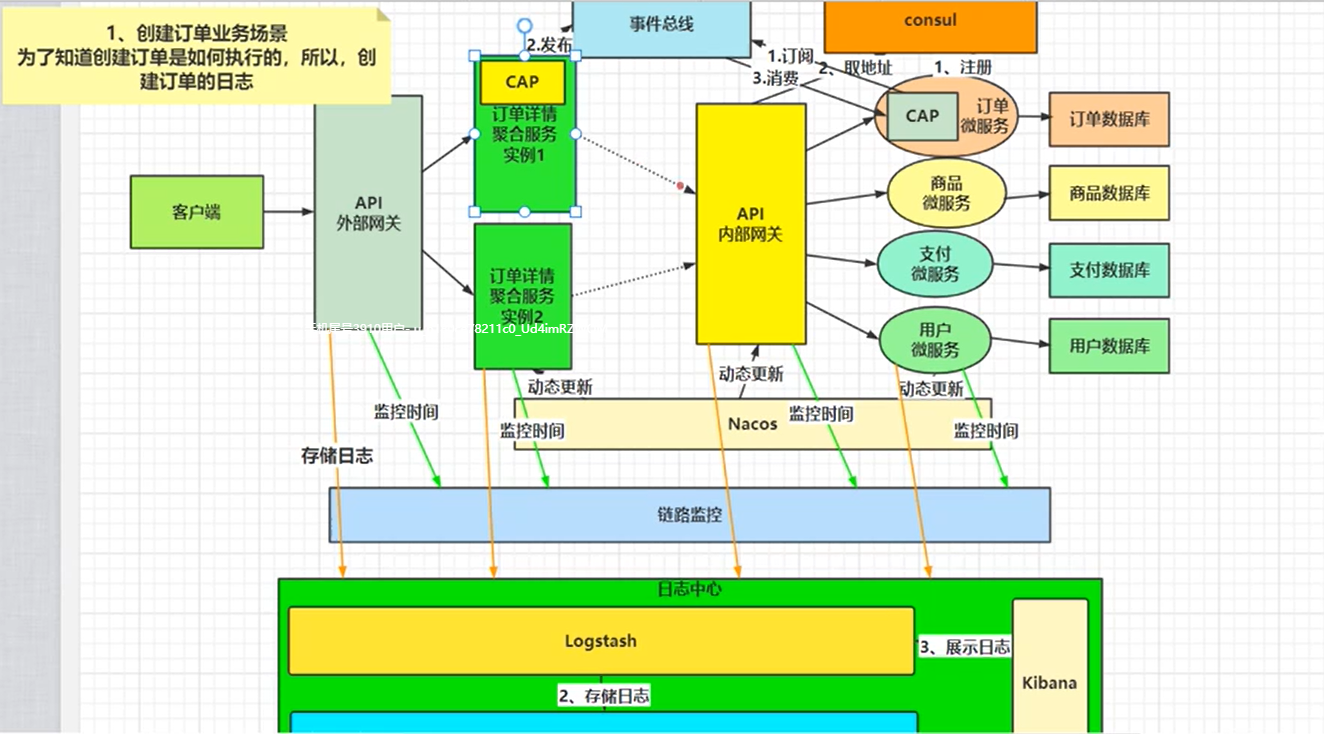 1、创建订单业务场景
为了知道创建订单是如何执行的，所以，创
建订单的日志
事件总线
consul
2.发布
1.订阅
3.消费
2、取地址
1、注册
CAP
订单详情
聚合服务
实例1
CAP
订单
微服务
订单数据库
客户端
API
外部网关
API
内部网关
商品
微服务
商品数据库
订单详情
聚合服务
实例2
支付
微服务
支付数据库
用户
微服务
用户数据库
8211c0_Ud4imRZ
动态更新
动态更新
动态更新
Nacos
监控时间
监控时间
监控时间
监控时间
存储日志
链路监控
日志中心
Logstash
3、展示日志
Kibana
2、存储日志